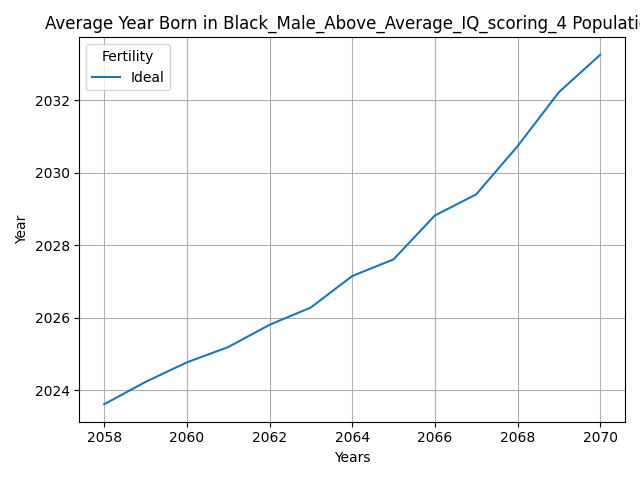 Average Year Born in Black_Male_Above_Average_IQ_scoring_4 Populati
Fertility
Ideal
2032
2030
2028
2026
2024
Year
2058 2060 2062 2064 2066 2068 2070
Years